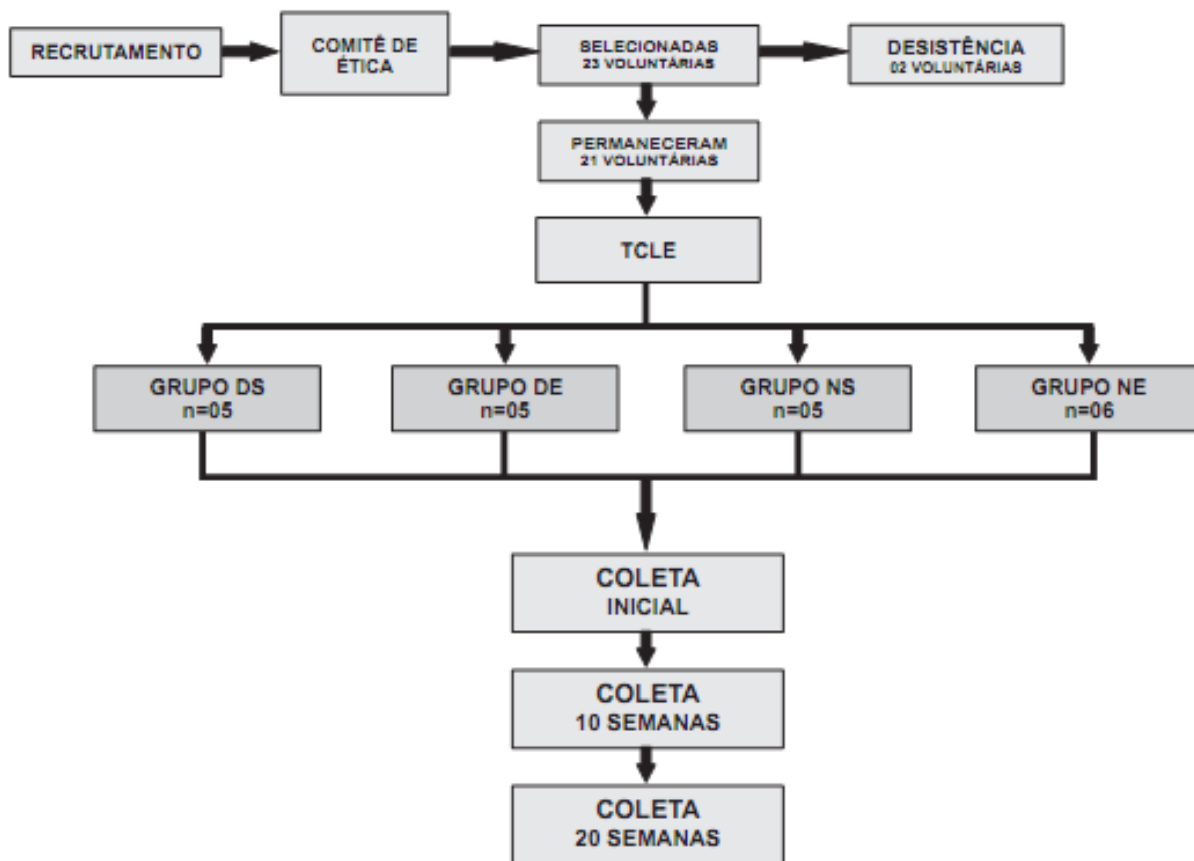 RECRUTAMENTO
COMITÊ DE
ÉTICA
SELECIONADAS
23 VOLUNTÁRIAS
DESISTÊNCIA
02 VOLUNTÁRIAS
PERMANECERAM
21 VOLUNTÁRIAS
TCLE
GRUPO DS
n=05
GRUPO DE
n=05
GRUPO NS
n=05
GRUPO NE
n=06
COLETA
INICIAL
COLETA
10 SEMANAS
COLETA
20 SEMANAS